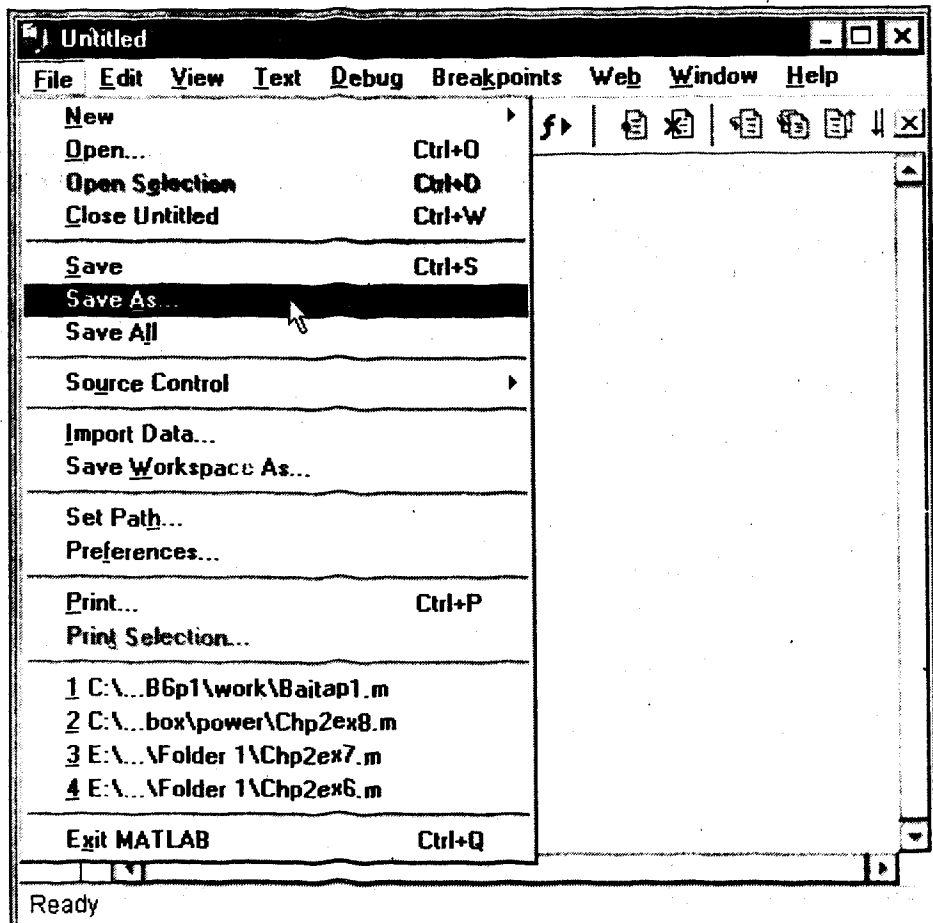 Untitled
File Edit View Text Debug Breakpoints Web Window Help
New
Open... Ctrl+O
Open Selection Ctrl+D
Close Untitled Ctrl+W
Save Ctrl+S
Save As...
Save All
Source Control
Import Data...
Save Workspace As...
Set Path...
Preferences...
Print... Ctrl+P
Print Selection...
1 C:\...B6p1\work\Baitap1.m
2 C:\...box\power\Chp2ex8.m
3 E:\...\Folder 1\Chp2ex7.m
4 E:\...\Folder 1\Chp2ex6.m
Exit MATLAB Ctrl+Q
Ready